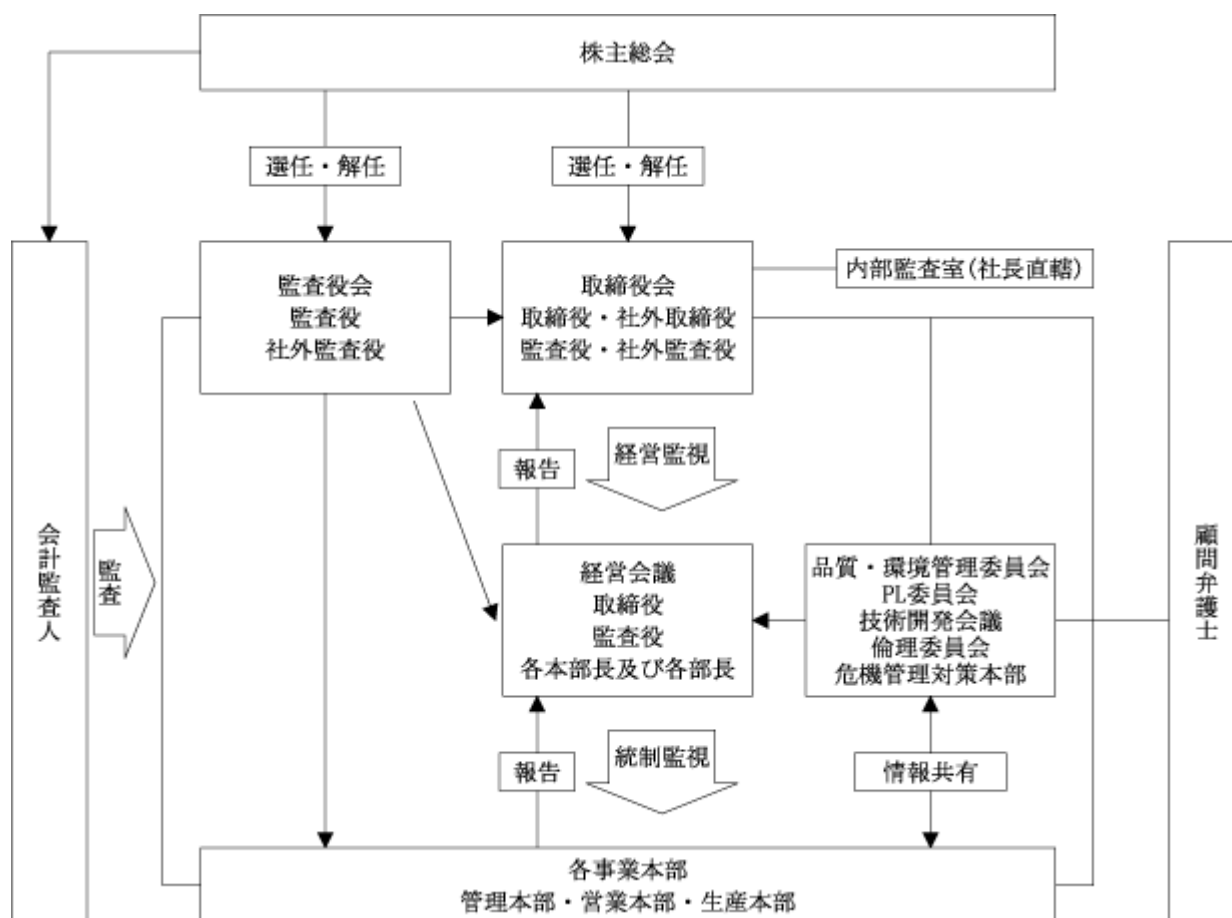 株主総会
選任・解任
選任・解任
監査役会
監査役
社外監査役
取締役会
取締役・社外取締役
監査役・社外監査役
内部監査室(社長直轄)
報告
経営監視
会計監査人
監査
経営会議
取締役
監査役
各本部長及び各部長
品質・環境管理委員会
PL委員会
技術開発会議
倫理委員会
危機管理対策本部
顧問弁護士
報告
統制監視
情報共有
各事業本部
管理本部・営業本部・生産本部